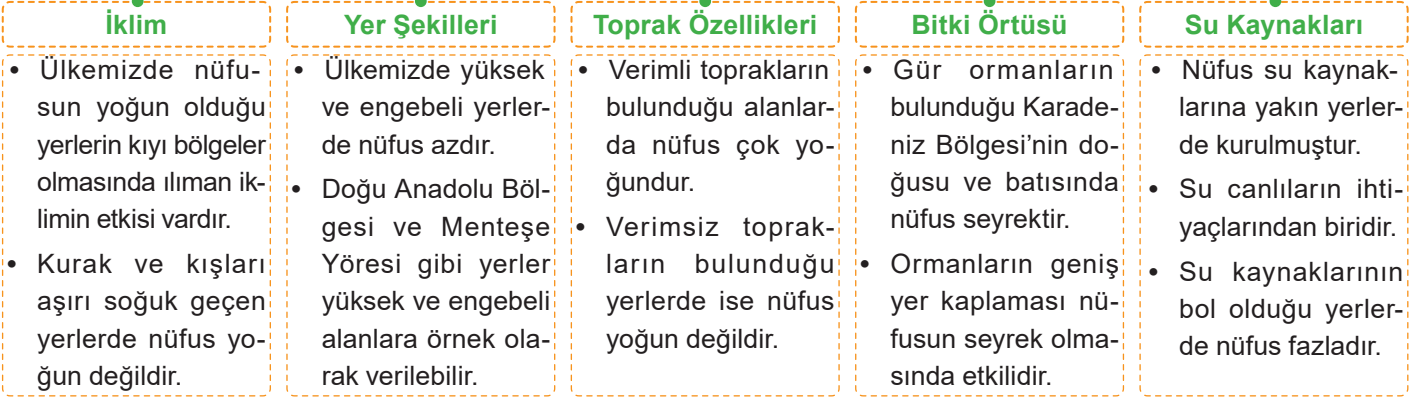 İklim
• Ülkemizde nüfu-
sun yoğun olduğu
yerlerin kıyı bölgeler
olmasında ılıman ik-
limin etkisi vardır.
• Kurak ve kışları
aşırı soğuk geçen
yerlerde nüfus yo-
ğun değildir.
Yer Şekilleri
• Ülkemizde yüksek
ve engebeli yerler-
de nüfus azdır.
• Doğu Anadolu Böl-
gesi ve Menteşe
Yöresi gibi yerler
yüksek ve engebeli
alanlara örnek ola-
rak verilebilir.
Toprak Özellikleri
• Verimli toprakların
bulunduğu alanlar-
da nüfus çok yo-
ğundur.
• Verimsiz toprak-
ların bulunduğu
yerlerde ise nüfus
yoğun değildir.
Bitki Örtüsü
• Gür ormanların
bulunduğu Karade-
niz Bölgesi’nin do-
ğusu ve batısında
nüfus seyrektir.
• Ormanların geniş
yer kaplaması nü-
fusun seyrek olma-
sında etkilidir.
Su Kaynakları
• Nüfus su kaynak-
larına yakın yerler-
de kurulmuştur.
• Su canlıların ihti-
yaçlarından biridir.
• Su kaynaklarının
bol olduğu yerler-
de nüfus fazladır.